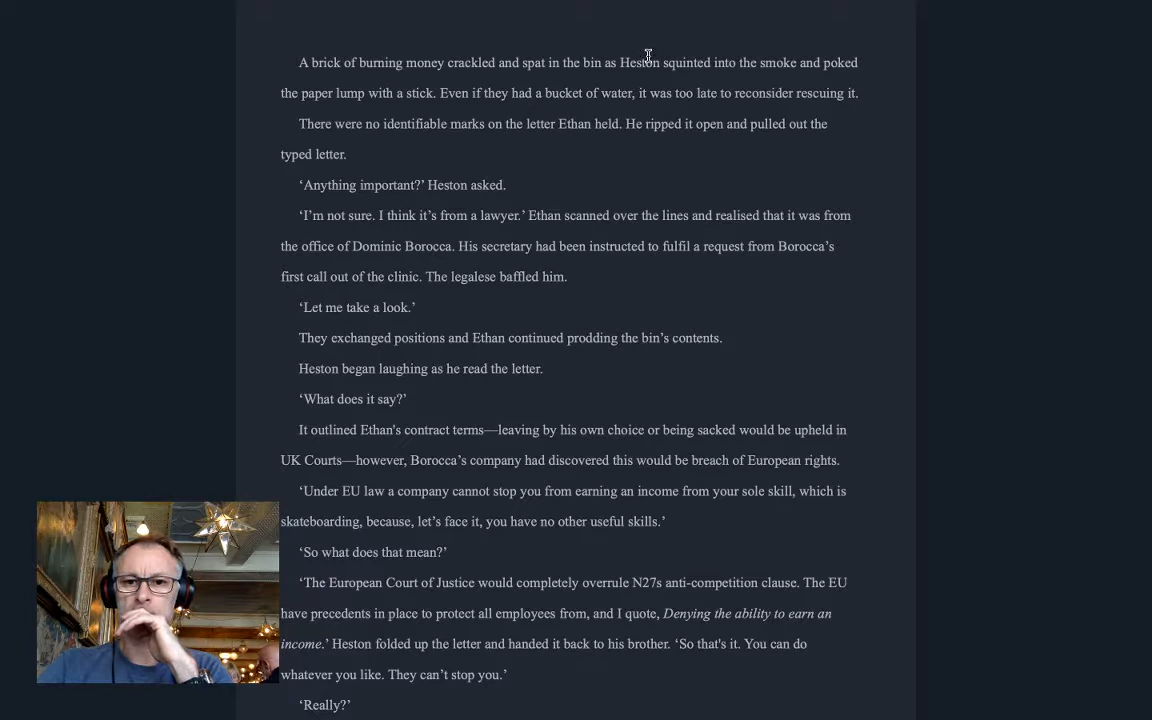 A brick of burning money crackled and spat in the bin as Heston squinted into the smoke and poked
the paper lump with a stick. Even if they had a bucket of water, it was too late to reconsider rescuing it.
There were no identifiable marks on the letter Ethan held. He ripped it open and pulled out the
typed letter.
‘Anything important?’ Heston asked.
‘I’m not sure. I think it’s from a lawyer.’ Ethan scanned over the lines and realised that it was from
the office of Dominic Borocca. His secretary had been instructed to fulfil a request from Borocca’s
first call out of the clinic. The legalese baffled him.
‘Let me take a look.’
They exchanged positions and Ethan continued prodding the bin’s contents.
Heston began laughing as he read the letter.
‘What does it say?’
It outlined Ethan's contract terms—leaving by his own choice or being sacked would be upheld in
UK Courts—however, Borocca’s company had discovered this would be breach of European rights.
‘Under EU law a company cannot stop you from earning an income from your sole skill, which is
skateboarding, because, let’s face it, you have no other useful skills.’
‘So what does that mean?’
‘The European Court of Justice would completely overrule N27s anti-competition clause. The EU
have precedents in place to protect all employees from, and I quote, Denying the ability to earn an
income.’ Heston folded up the letter and handed it back to his brother. ‘So that's it. You can do
whatever you like. They can’t stop you.’
‘Really?’